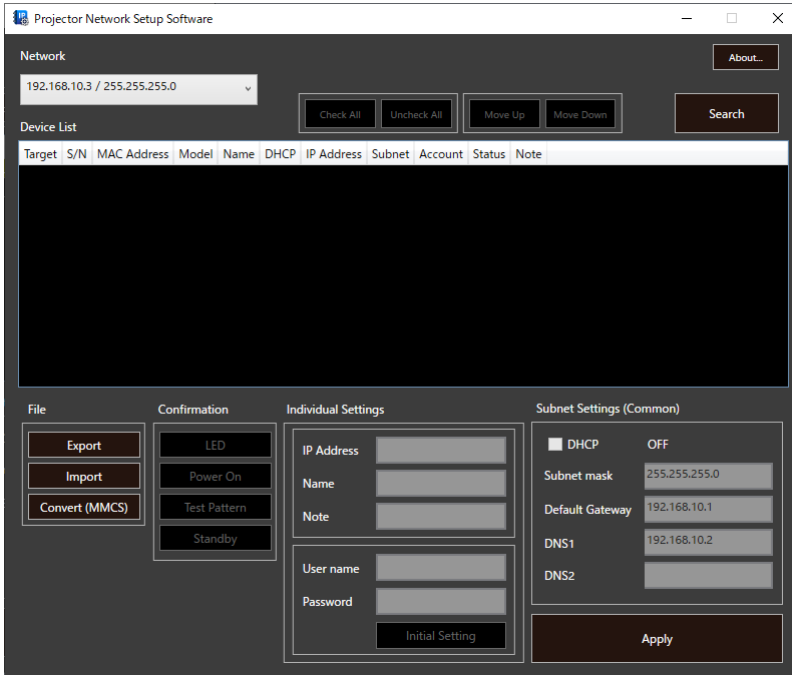 Projector Network Setup Software
Network
About...
192.168.10.3 / 255.255.255.0
Check All Uncheck All Move Up Move Down Search
Device List
Target S/N MAC Address Model Name DHCP IP Address Subnet Account Status Note
File Confirmation Individual Settings Subnet Settings (Common)
Export LED IP Address DHCP OFF
Import Power On Name Subnet mask 255.255.255.0
Convert (MMCS) Test Pattern Note Default Gateway 192.168.10.1
Standby DNS1 192.168.10.2
User name DNS2
Password
Initial Setting Apply